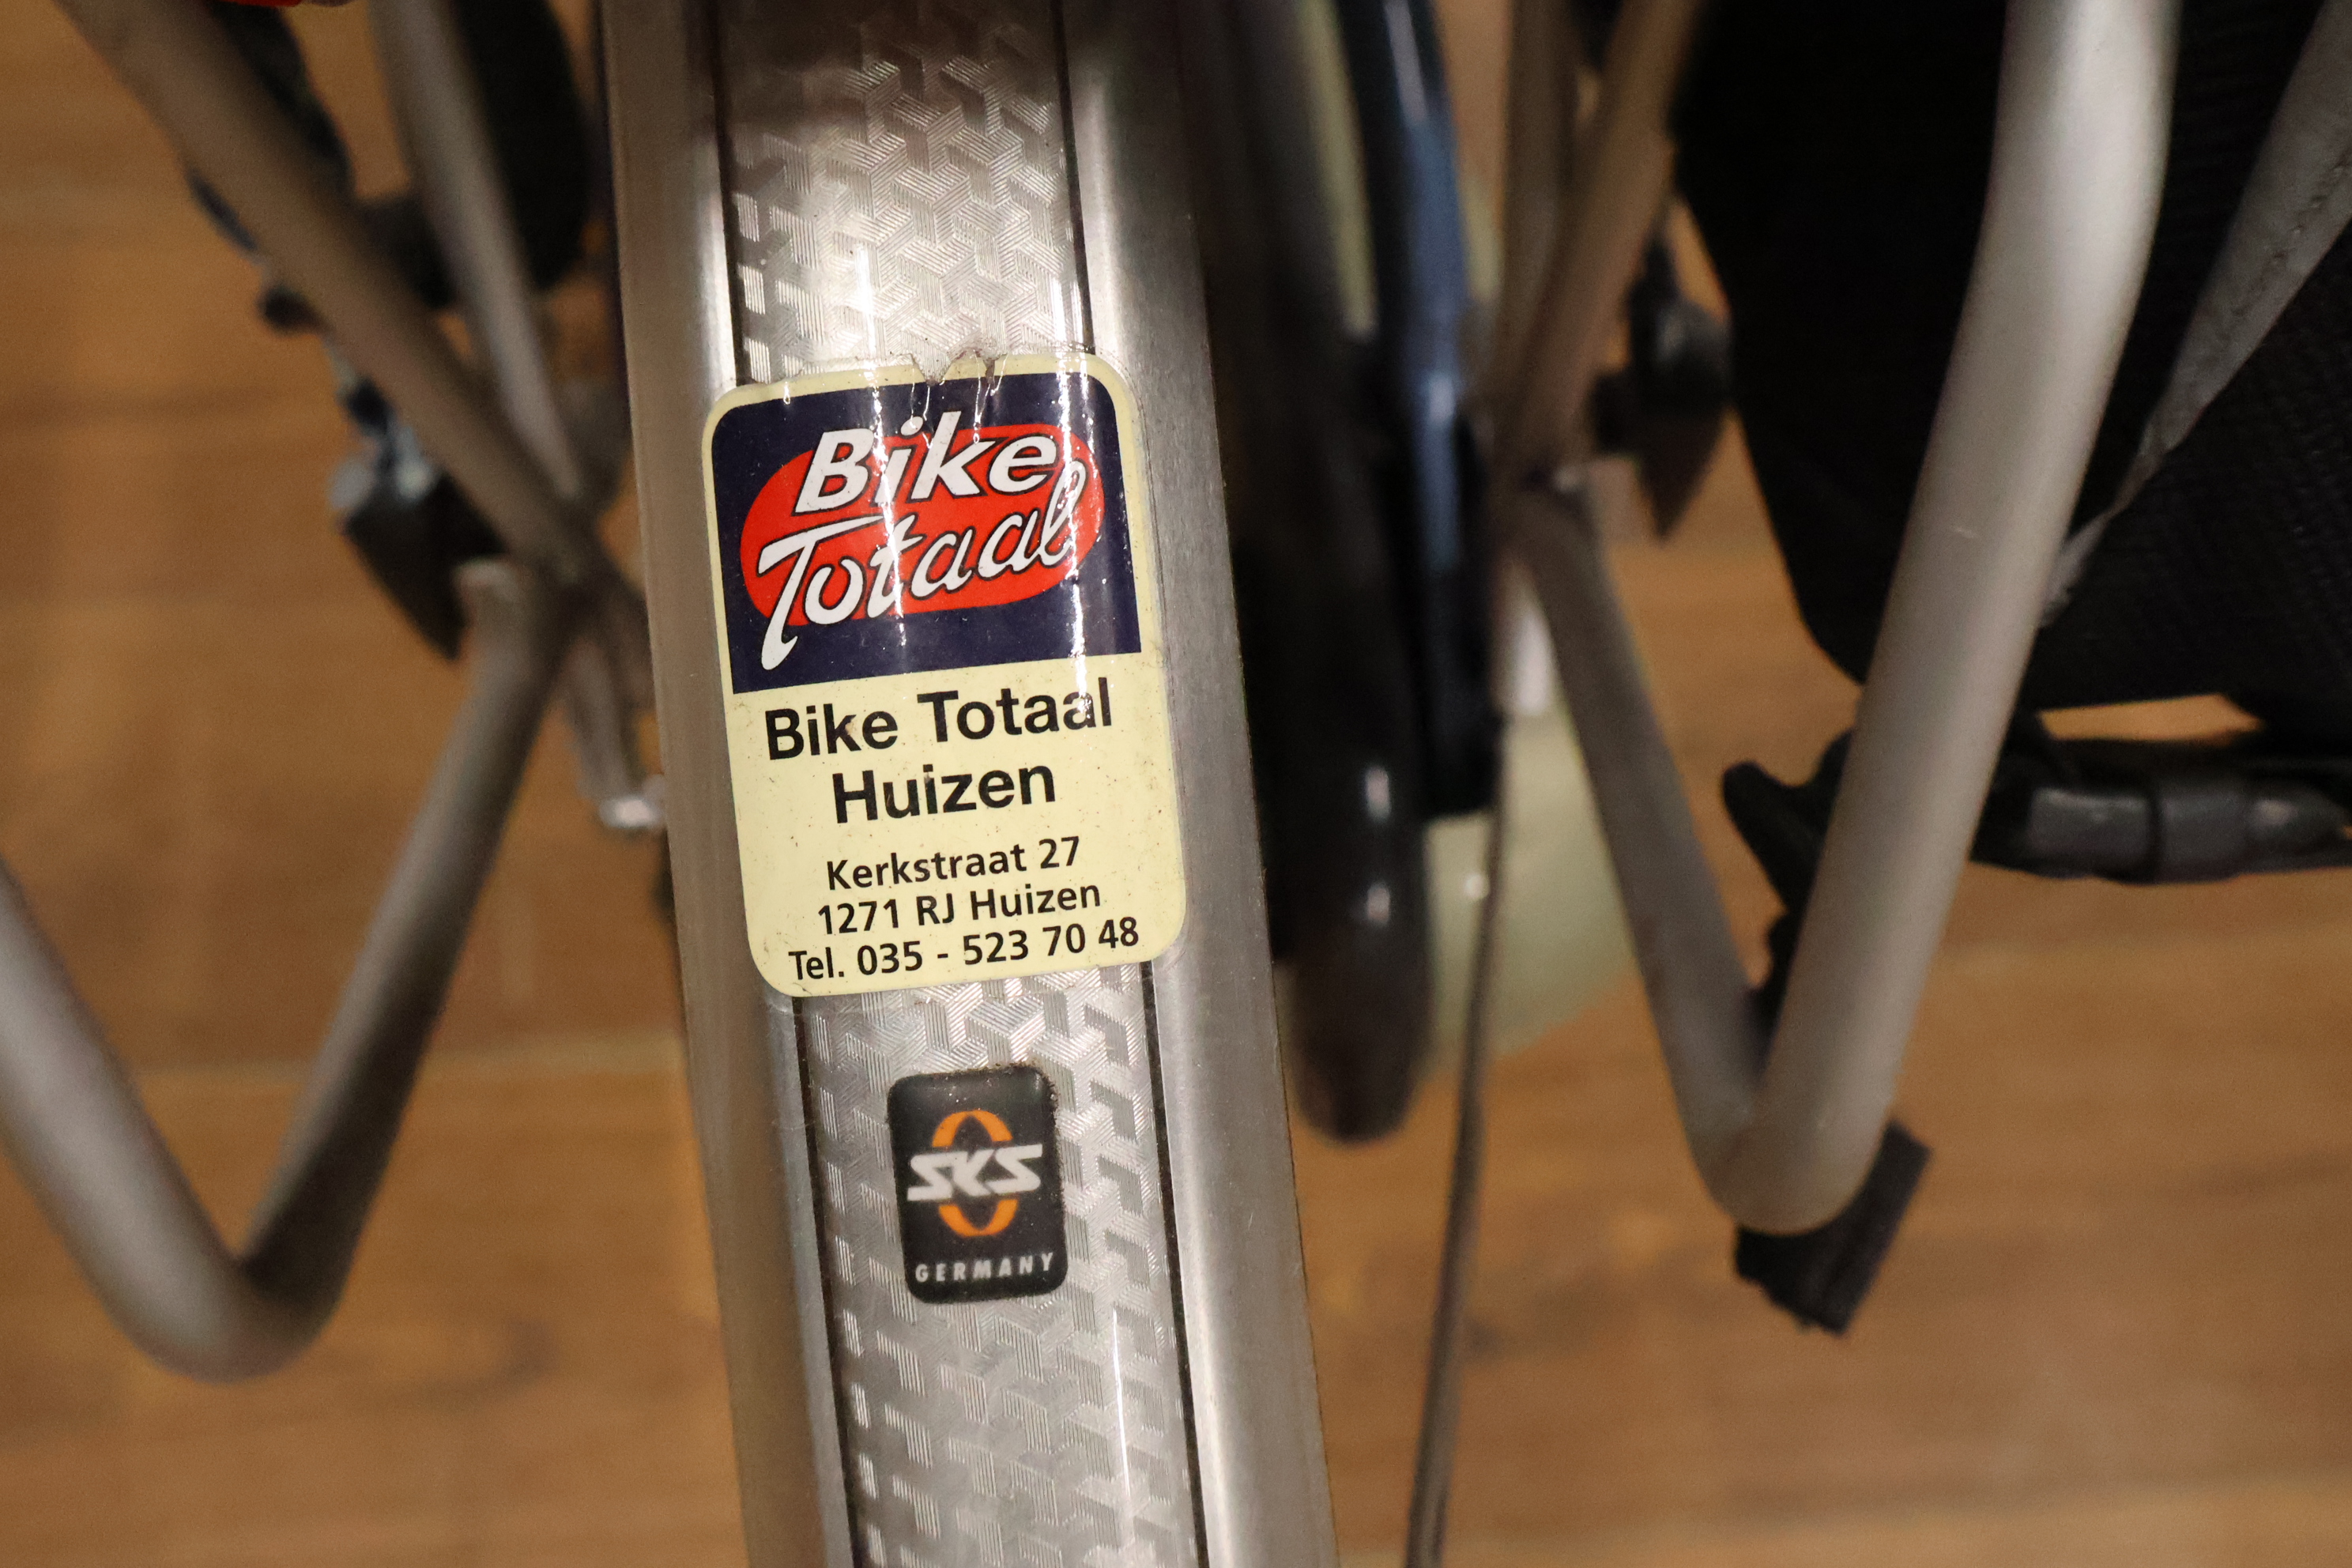 Bike
Totaal
Bike Totaal
Huizen
Kerkstraat 27
1271 RJ Huizen
Tel. 035 - 523 70 48
SKS
GERMANY